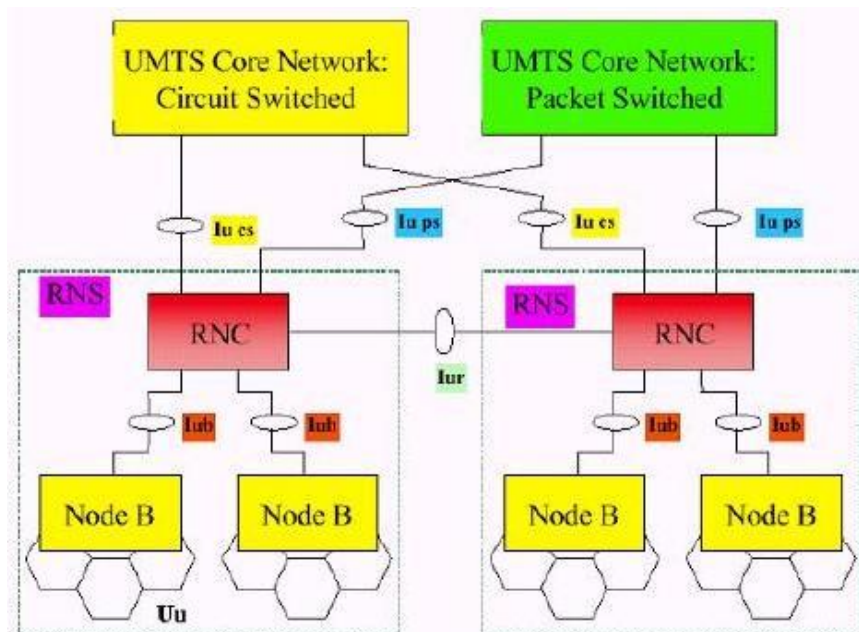 UMTS Core Network:
Circuit Switched
UMTS Core Network:
Packet Switched
Iu cs
Iu ps
Iu cs
Iu ps
RNS
RNC
RNS
RNC
Iur
Iub
Iub
Iub
Iub
Node B
Node B
Node B
Node B
Uu